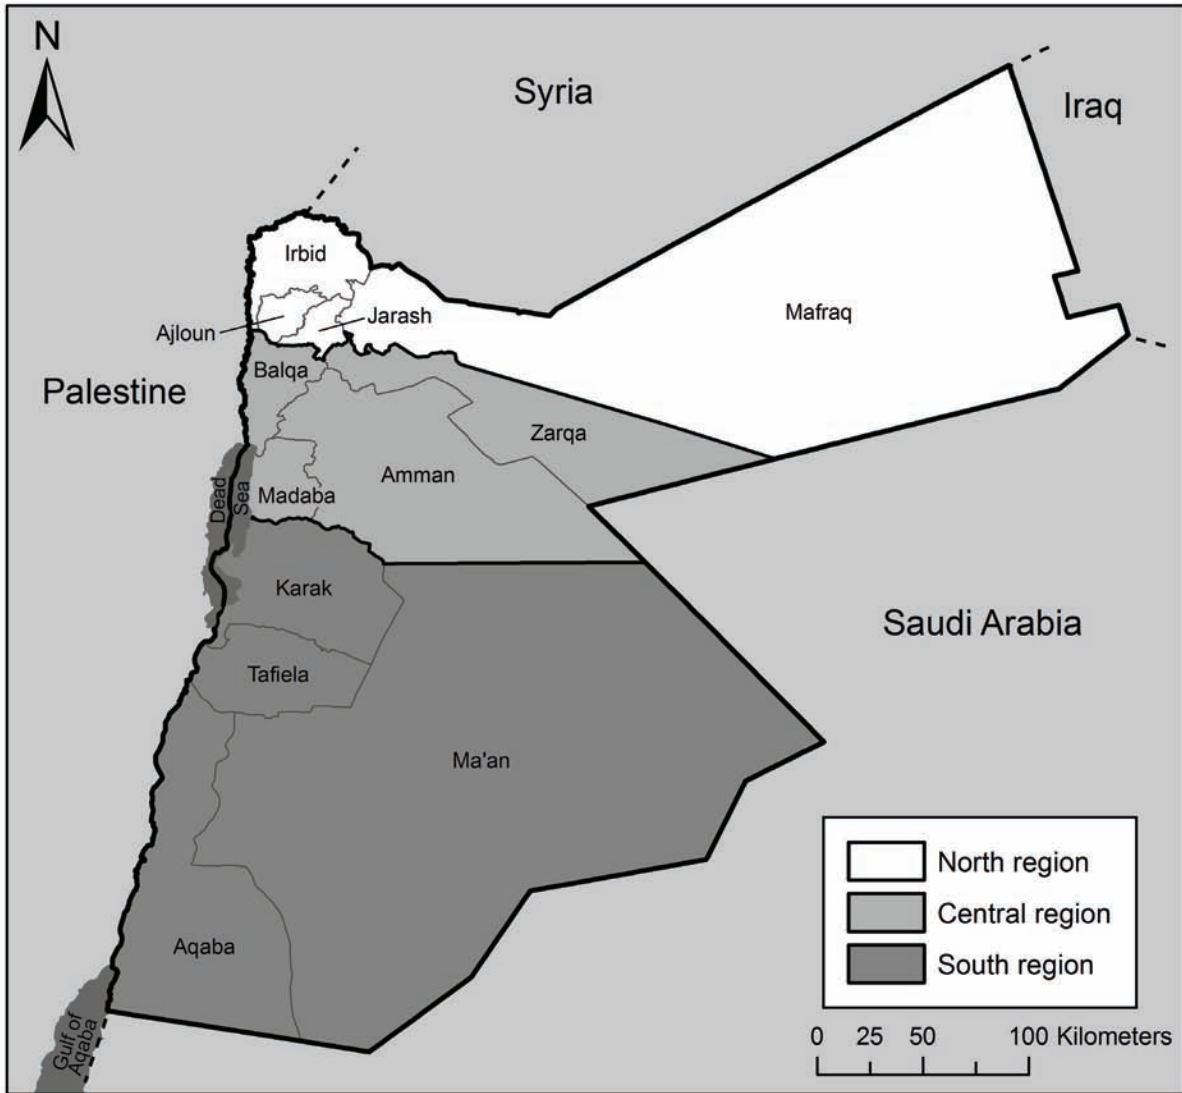 N
Syria
Iraq
Irbid
Mafraq
Jarash
Ajloun
Balqa
Palestine
Zarqa
Amman
Madaba
Dead
Sea
Karak
Saudi Arabia
Tafiela
Ma'an
Aqaba
Gulf of
Aqaba
North region
Central region
South region
0 25 50 100 Kilometers